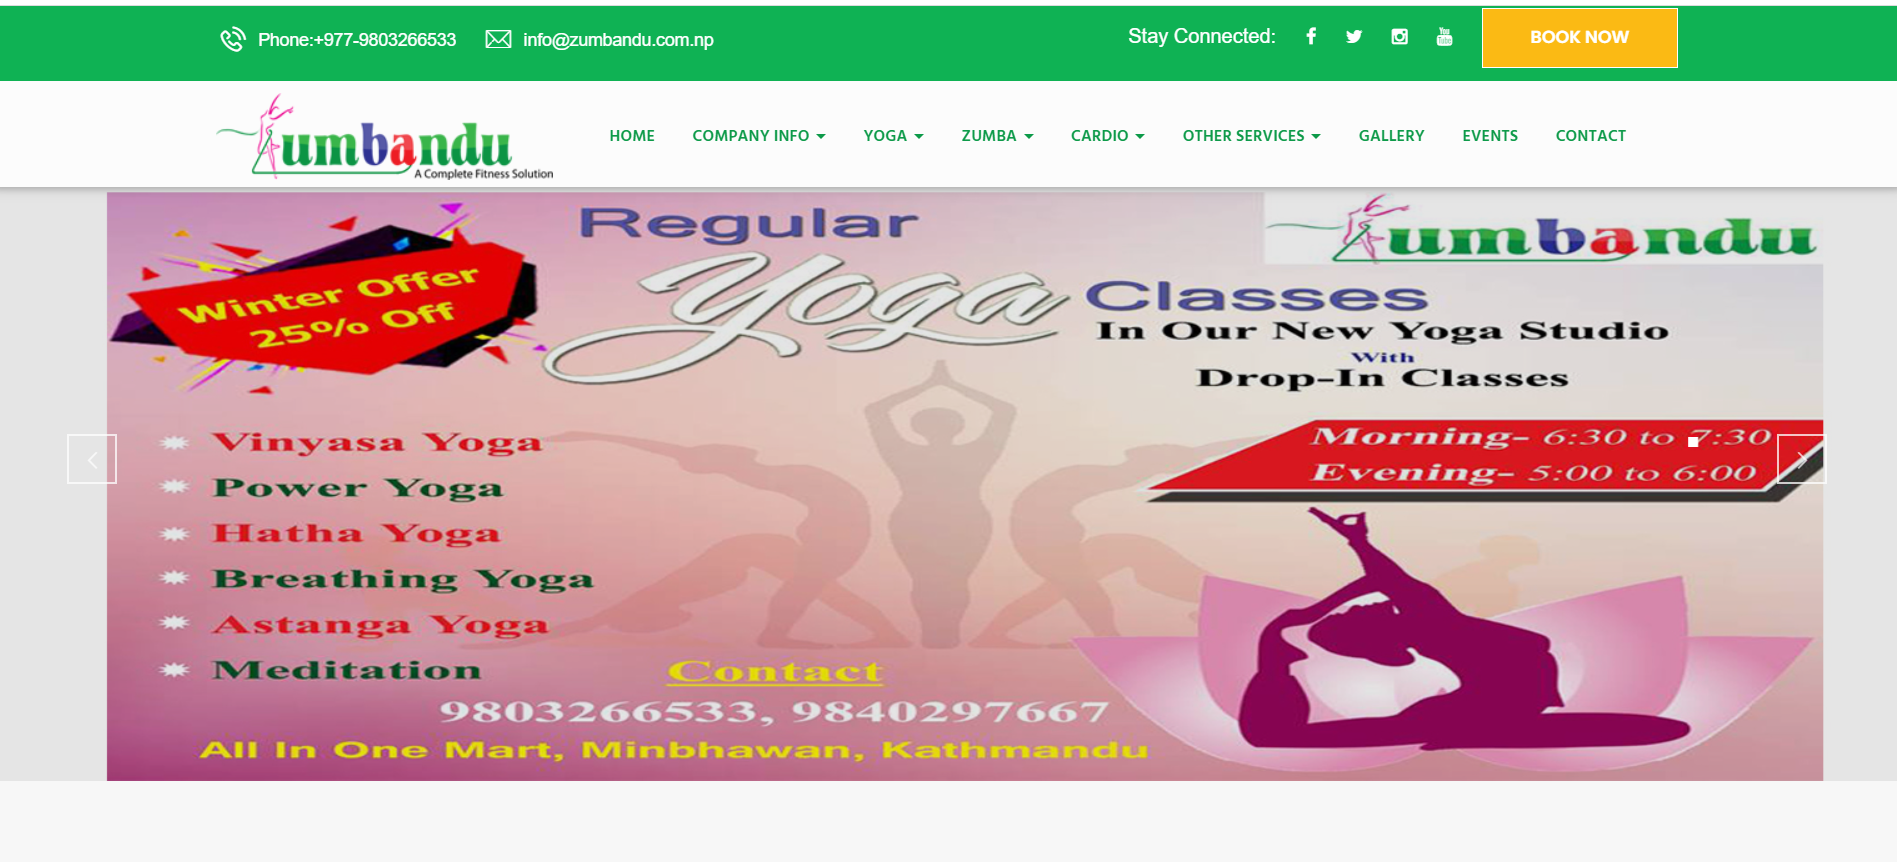 Phone:+977-9803266533
info@zumbandu.com.np
Stay Connected:
BOOK NOW
Zumbandu
A Complete Fitness Solution
HOME
COMPANY INFO
YOGA
ZUMBA
CARDIO
OTHER SERVICES
GALLERY
EVENTS
CONTACT
Winter Offer
25% Off
Regular
Yoga
Classes
Zumbandu
In Our New Yoga Studio
With
Drop-In Classes
Morning- 6:30 to 7:30
Evening- 5:00 to 6:00
Vinyasa Yoga
Power Yoga
Hatha Yoga
Breathing Yoga
Astanga Yoga
Meditation
Contact
9803266533, 9840297667
All In One Mart, Minbhawan, Kathmandu